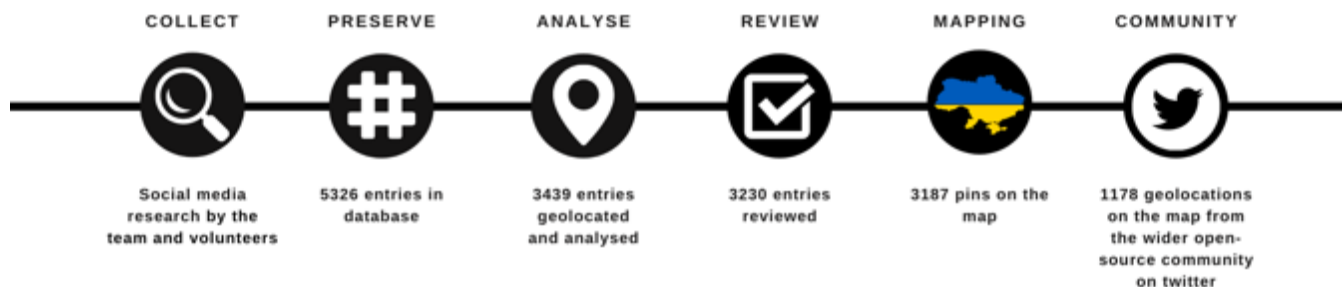 COLLECT
PRESERVE
ANALYSE
REVIEW
MAPPING
COMMUNITY
Social media
research by the
team and volunteers
5326 entries in
database
3439 entries
geolocated
and analysed
3230 entries
reviewed
3187 pins on the
map
1178 geolocations
on the map from
the wider open-
source community
on twitter